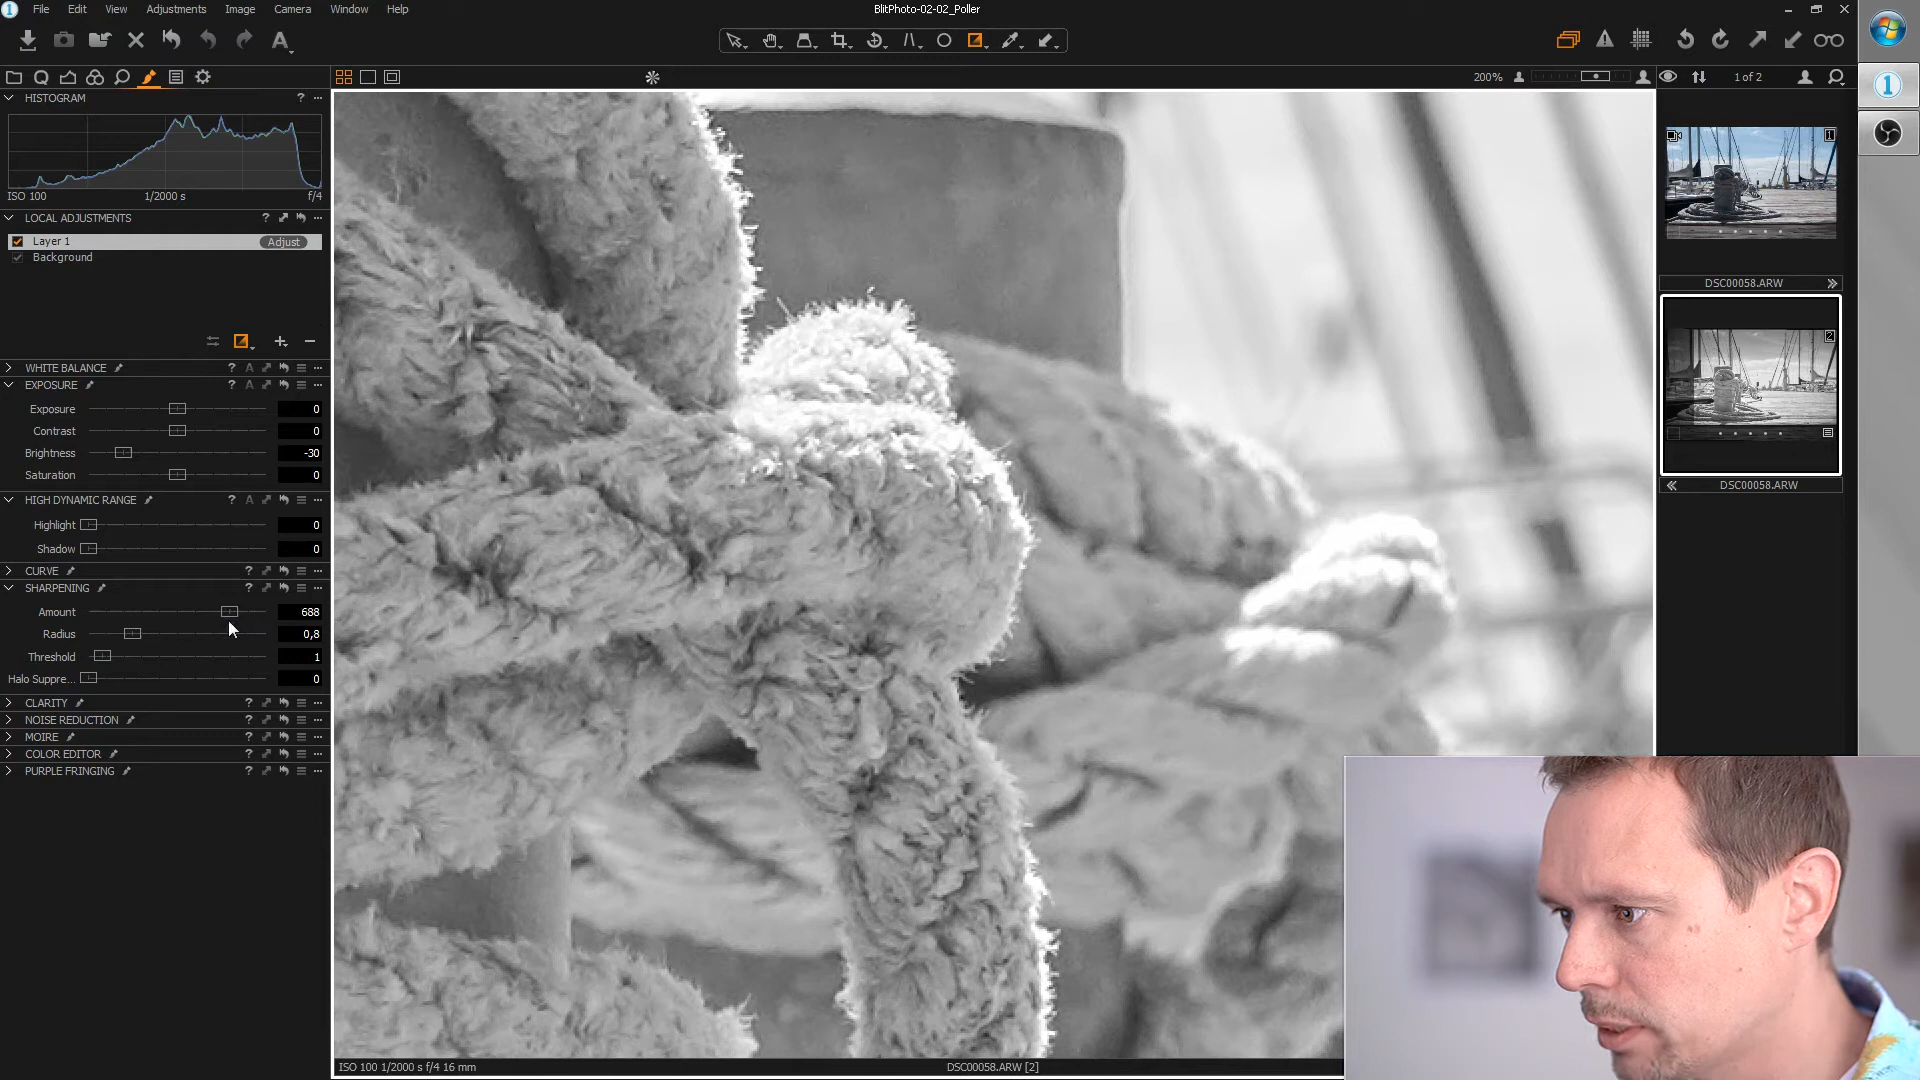 File Edit View Adjustments Image Camera Window Help
BlitPhoto-02-02_Poller
200%
1 of 2
HISTOGRAM
ISO 100 1/2000 s f/4
LOCAL ADJUSTMENTS
Layer 1 Adjust
Background
WHITE BALANCE
EXPOSURE
Exposure 0
Contrast 0
Brightness -30
Saturation 0
HIGH DYNAMIC RANGE
Highlight 0
Shadow 0
CURVE
SHARPENING
Amount 688
Radius 0,8
Threshold 1
Halo Suppre... 0
CLARITY
NOISE REDUCTION
MOIRE
COLOR EDITOR
PURPLE FRINGING
ISO 100 1/2000 s f/4 16 mm
DSC00058.ARW [2]
1
DSC00058.ARW
2
DSC00058.ARW